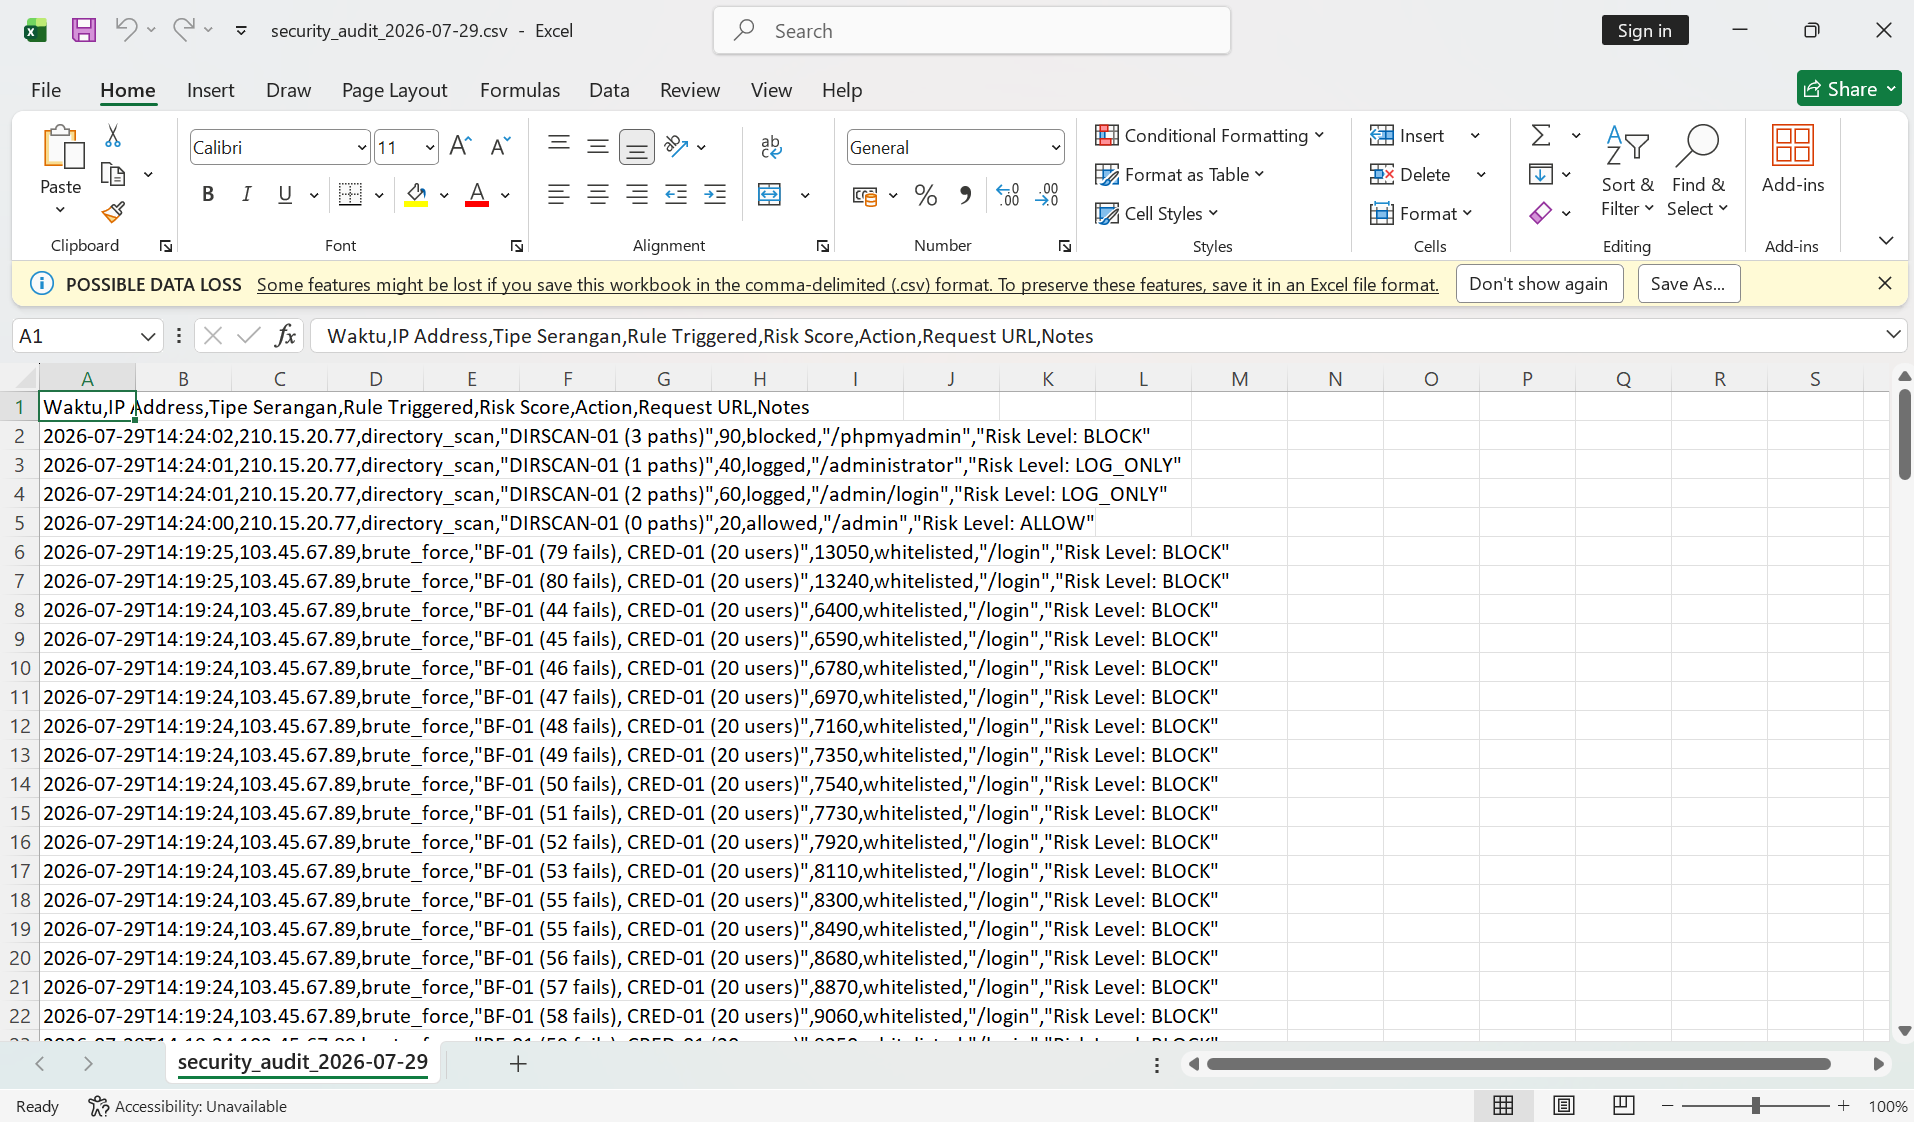 security_audit_2026-07-29.csv - Excel
Search
Sign in
File Home Insert Draw Page Layout Formulas Data Review View Help
Share
Paste
Clipboard
Calibri 11
B I U A
Font
ab c
Alignment
General
% .00
Number
Conditional Formatting
Format as Table
Cell Styles
Styles
Insert
Delete
Format
Cells
Sort & Filter
Find & Select
Editing
Add-ins
Add-ins
POSSIBLE DATA LOSS Some features might be lost if you save this workbook in the comma-delimited (.csv) format. To preserve these features, save it in an Excel file format. Don't show again Save As...
A1 fx Waktu,IP Address,Tipe Serangan,Rule Triggered,Risk Score,Action,Request URL,Notes
A B C D E F G H I J K L M N O P Q R S
1 Waktu,IP Address,Tipe Serangan,Rule Triggered,Risk Score,Action,Request URL,Notes
2 2026-07-29T14:24:02,210.15.20.77,directory_scan,"DIRSCAN-01 (3 paths)",90,blocked,"/phpmyadmin","Risk Level: BLOCK"
3 2026-07-29T14:24:01,210.15.20.77,directory_scan,"DIRSCAN-01 (1 paths)",40,logged,"/administrator","Risk Level: LOG_ONLY"
4 2026-07-29T14:24:01,210.15.20.77,directory_scan,"DIRSCAN-01 (2 paths)",60,logged,"/admin/login","Risk Level: LOG_ONLY"
5 2026-07-29T14:24:00,210.15.20.77,directory_scan,"DIRSCAN-01 (0 paths)",20,allowed,"/admin","Risk Level: ALLOW"
6 2026-07-29T14:19:25,103.45.67.89,brute_force,"BF-01 (79 fails), CRED-01 (20 users)",13050,whitelisted,"/login","Risk Level: BLOCK"
7 2026-07-29T14:19:25,103.45.67.89,brute_force,"BF-01 (80 fails), CRED-01 (20 users)",13240,whitelisted,"/login","Risk Level: BLOCK"
8 2026-07-29T14:19:24,103.45.67.89,brute_force,"BF-01 (44 fails), CRED-01 (20 users)",6400,whitelisted,"/login","Risk Level: BLOCK"
9 2026-07-29T14:19:24,103.45.67.89,brute_force,"BF-01 (45 fails), CRED-01 (20 users)",6590,whitelisted,"/login","Risk Level: BLOCK"
10 2026-07-29T14:19:24,103.45.67.89,brute_force,"BF-01 (46 fails), CRED-01 (20 users)",6780,whitelisted,"/login","Risk Level: BLOCK"
11 2026-07-29T14:19:24,103.45.67.89,brute_force,"BF-01 (47 fails), CRED-01 (20 users)",6970,whitelisted,"/login","Risk Level: BLOCK"
12 2026-07-29T14:19:24,103.45.67.89,brute_force,"BF-01 (48 fails), CRED-01 (20 users)",7160,whitelisted,"/login","Risk Level: BLOCK"
13 2026-07-29T14:19:24,103.45.67.89,brute_force,"BF-01 (49 fails), CRED-01 (20 users)",7350,whitelisted,"/login","Risk Level: BLOCK"
14 2026-07-29T14:19:24,103.45.67.89,brute_force,"BF-01 (50 fails), CRED-01 (20 users)",7540,whitelisted,"/login","Risk Level: BLOCK"
15 2026-07-29T14:19:24,103.45.67.89,brute_force,"BF-01 (51 fails), CRED-01 (20 users)",7730,whitelisted,"/login","Risk Level: BLOCK"
16 2026-07-29T14:19:24,103.45.67.89,brute_force,"BF-01 (52 fails), CRED-01 (20 users)",7920,whitelisted,"/login","Risk Level: BLOCK"
17 2026-07-29T14:19:24,103.45.67.89,brute_force,"BF-01 (53 fails), CRED-01 (20 users)",8110,whitelisted,"/login","Risk Level: BLOCK"
18 2026-07-29T14:19:24,103.45.67.89,brute_force,"BF-01 (55 fails), CRED-01 (20 users)",8300,whitelisted,"/login","Risk Level: BLOCK"
19 2026-07-29T14:19:24,103.45.67.89,brute_force,"BF-01 (55 fails), CRED-01 (20 users)",8490,whitelisted,"/login","Risk Level: BLOCK"
20 2026-07-29T14:19:24,103.45.67.89,brute_force,"BF-01 (56 fails), CRED-01 (20 users)",8680,whitelisted,"/login","Risk Level: BLOCK"
21 2026-07-29T14:19:24,103.45.67.89,brute_force,"BF-01 (57 fails), CRED-01 (20 users)",8870,whitelisted,"/login","Risk Level: BLOCK"
22 2026-07-29T14:19:24,103.45.67.89,brute_force,"BF-01 (58 fails), CRED-01 (20 users)",9060,whitelisted,"/login","Risk Level: BLOCK"
security_audit_2026-07-29
Ready Accessibility: Unavailable 100%